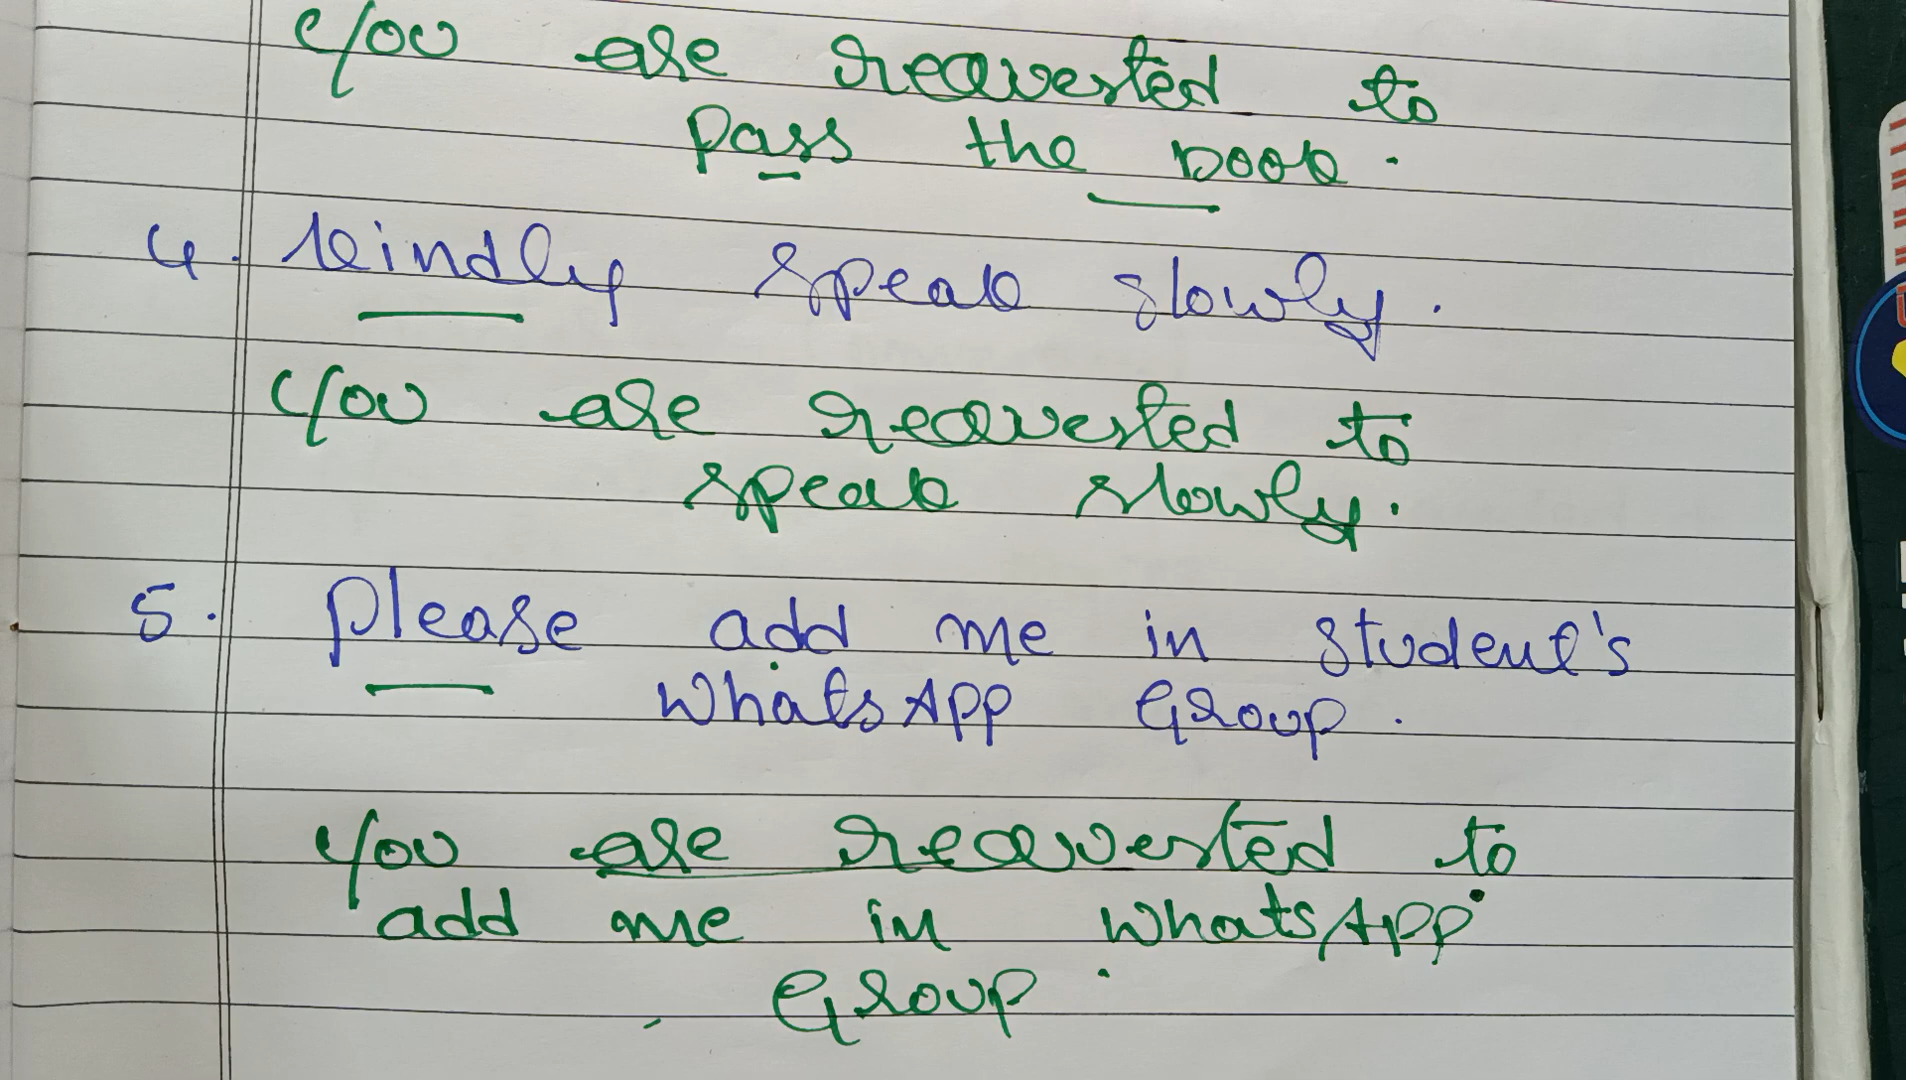 You are requested to
pass the book.
4. Kindly speak slowly.
You are requested to
speak slowly.
5. Please add me in student's
WhatsApp Group.
You are requested to
add me in WhatsApp
Group.